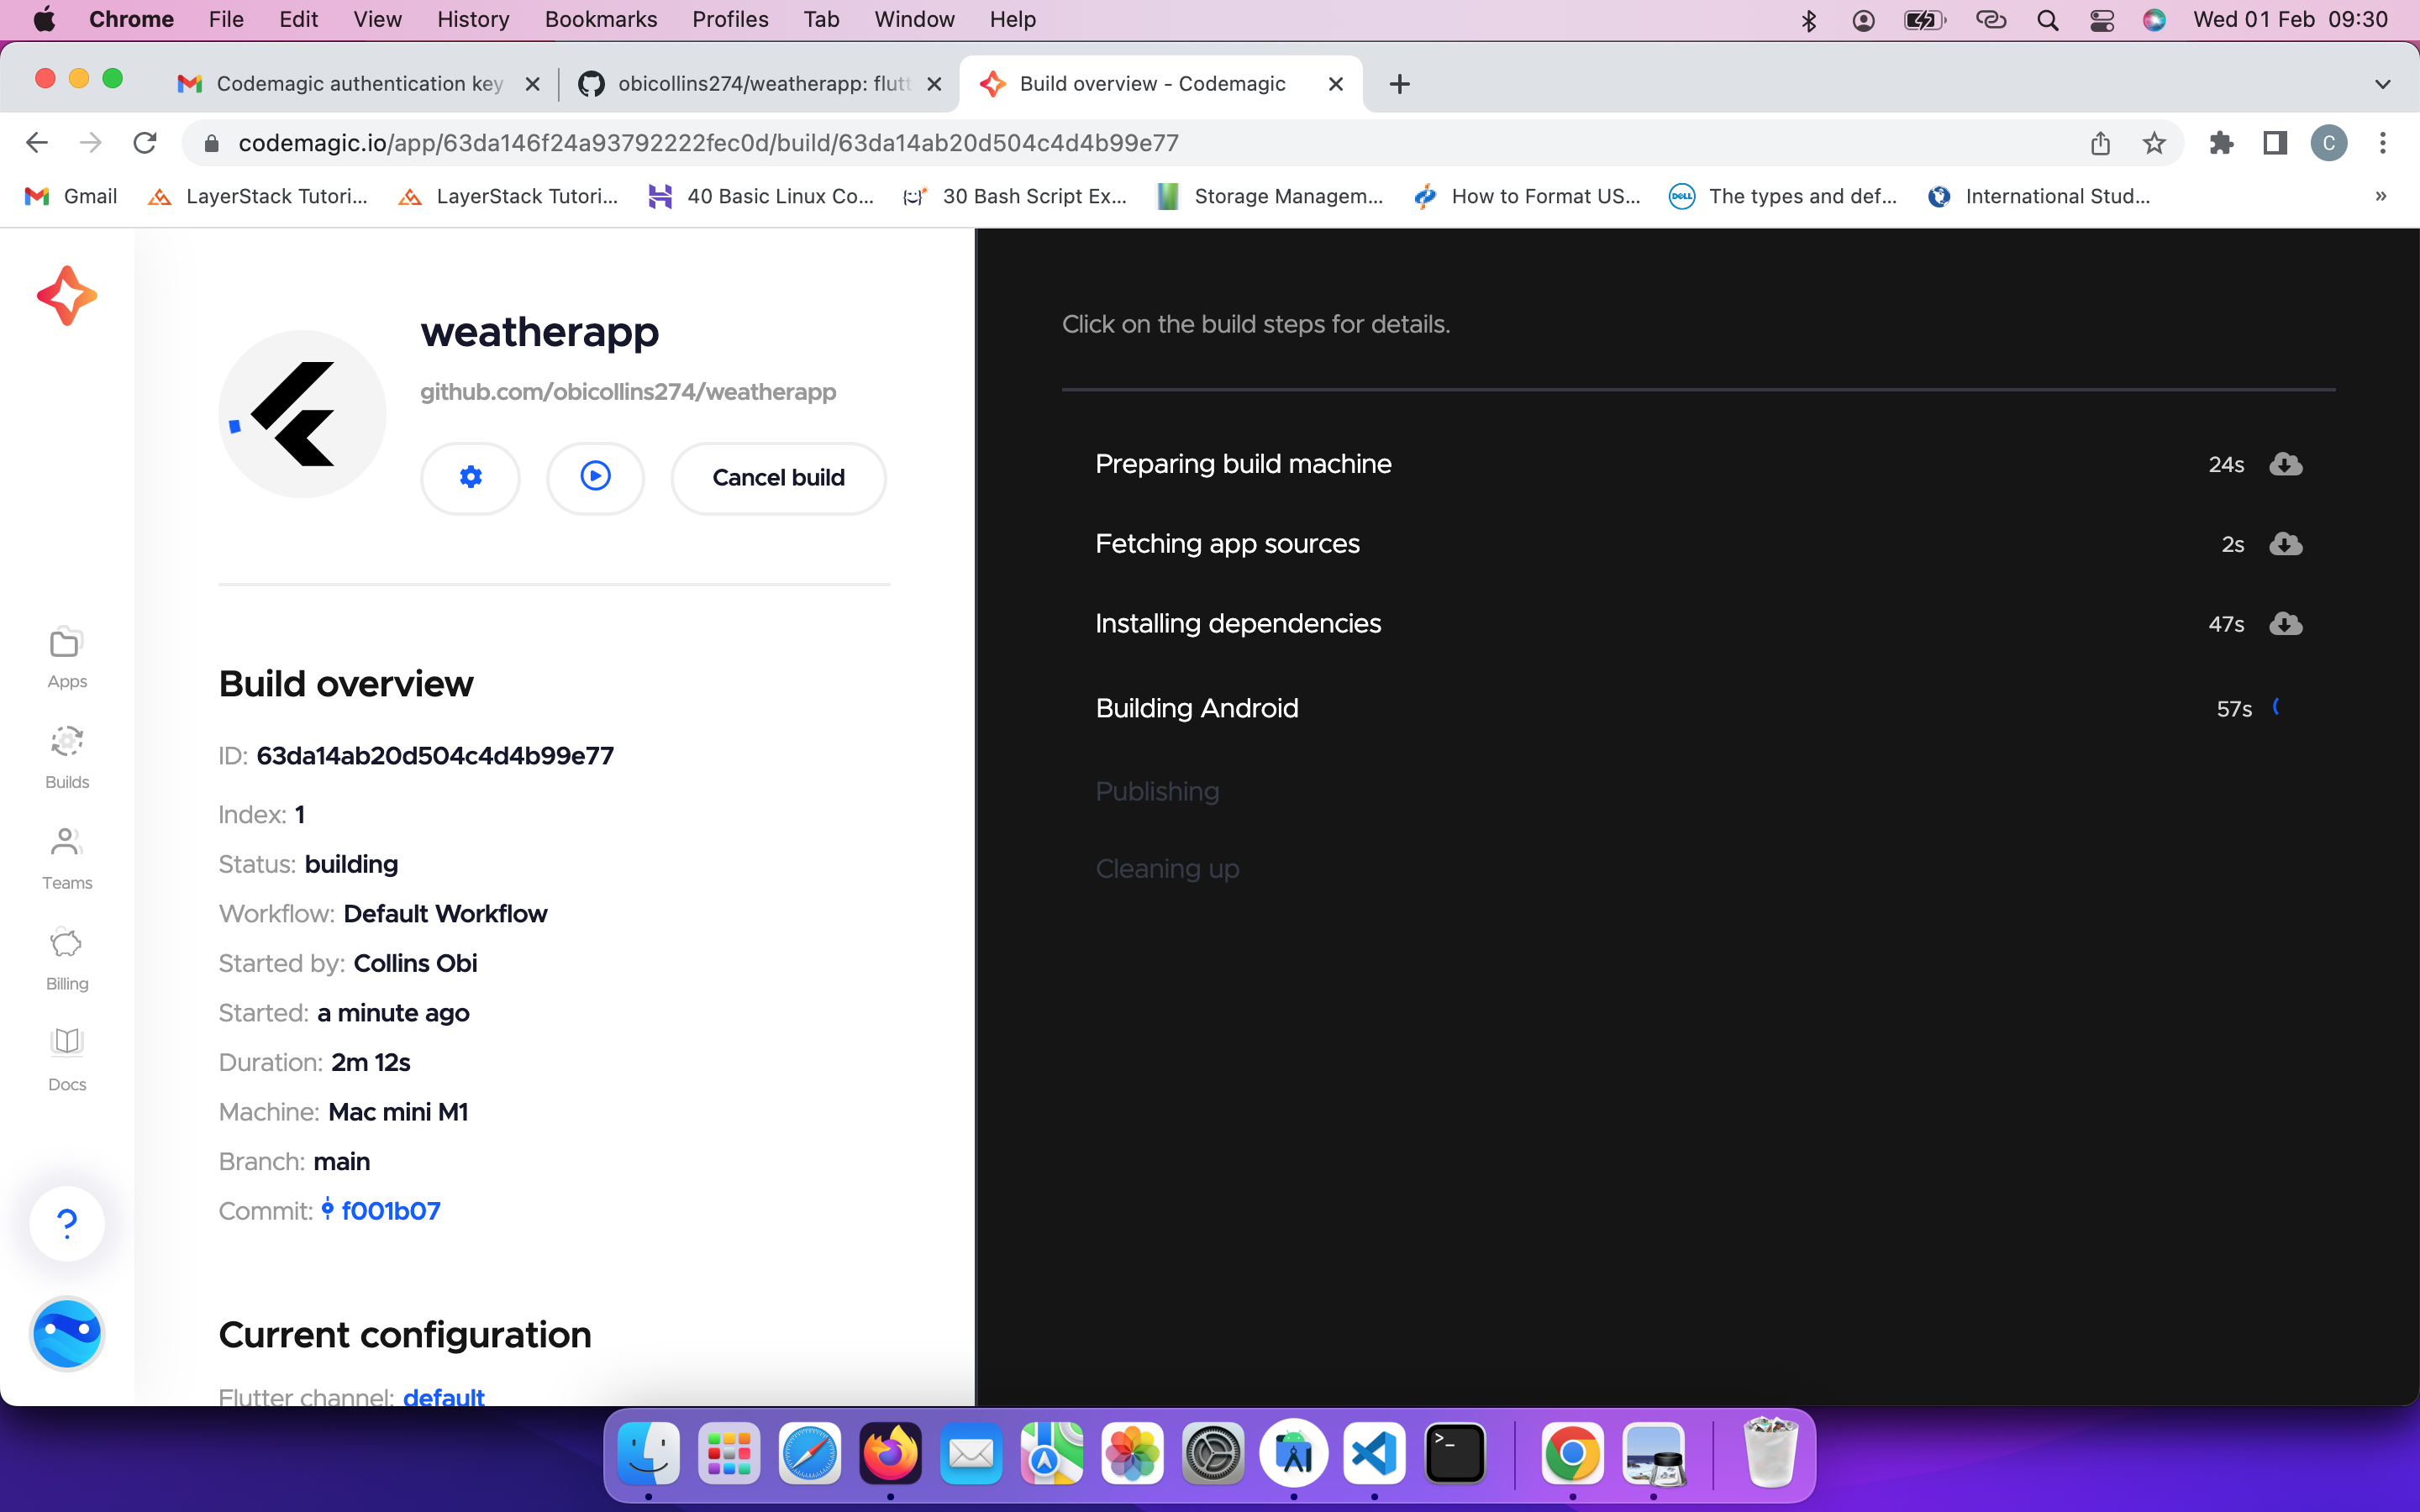 Chrome File Edit View History Bookmarks Profiles Tab Window Help Wed 01 Feb 09:30
Codemagic authentication key obicollins274/weatherapp: flutt Build overview - Codemagic
codemagic.io/app/63da146f24a93792222fec0d/build/63da14ab20d504c4d4b99e77 C
Gmail LayerStack Tutori... LayerStack Tutori... 40 Basic Linux Co... 30 Bash Script Ex... Storage Managem... How to Format US... DELL The types and def... International Stud... »
weatherapp
github.com/obicollins274/weatherapp
Cancel build
Build overview
ID: 63da14ab20d504c4d4b99e77
Index: 1
Status: building
Workflow: Default Workflow
Started by: Collins Obi
Started: a minute ago
Duration: 2m 12s
Machine: Mac mini M1
Branch: main
Commit: f001b07
Current configuration
Flutter channel: default
Apps
Builds
Teams
Billing
Docs
?
Click on the build steps for details.
Preparing build machine 24s
Fetching app sources 2s
Installing dependencies 47s
Building Android 57s
Publishing
Cleaning up
>_